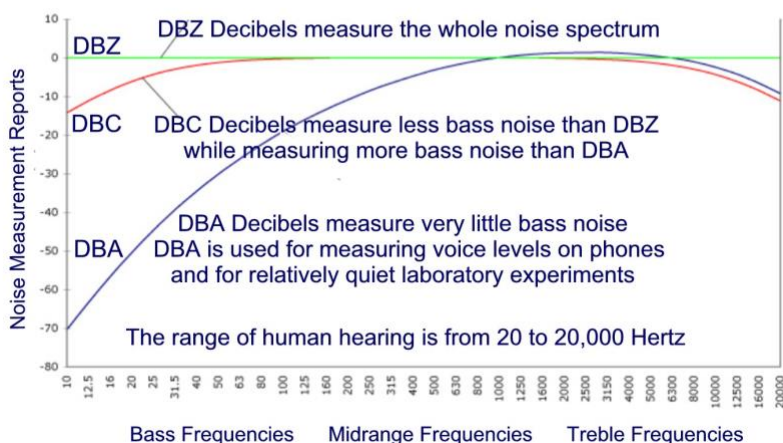 10
DBZ DBZ Decibels measure the whole noise spectrum
0
-10
DBC DBC Decibels measure less bass noise than DBZ
-20
while measuring more bass noise than DBA
-30
-40
DBA Decibels measure very little bass noise
DBA DBA is used for measuring voice levels on phones
-50
and for relatively quiet laboratory experiments
-60
The range of human hearing is from 20 to 20,000 Hertz
-70
-80
Noise Measurement Reports
10 12.5 16 20 25 31.5 40 50 63 80 100 125 160 200 250 315 400 500 630 800 1000 1250 1600 2000 2500 3150 4000 5000 6300 8000 10000 12500 16000 20000
Bass Frequencies Midrange Frequencies Treble Frequencies